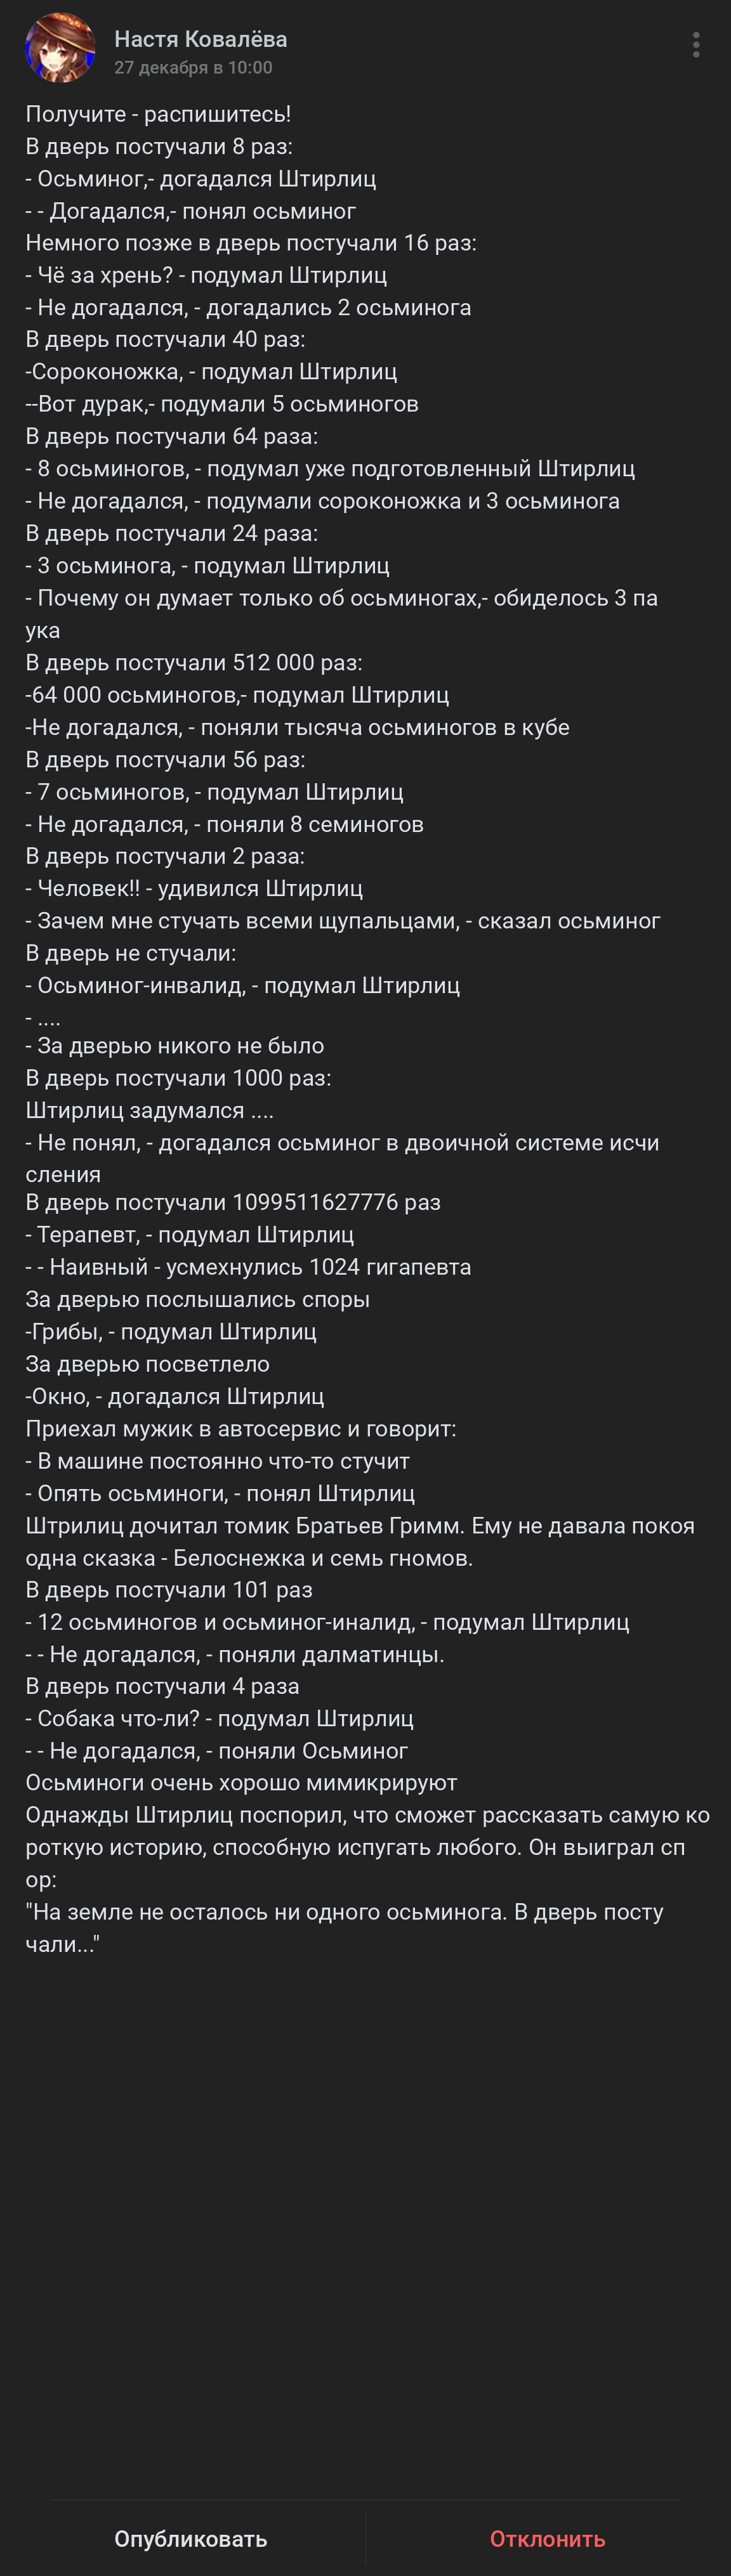 Настя Ковалёва
27 декабря в 10:00
Получите - распишитесь!
В дверь постучали 8 раз:
- Осьминог,- догадался Штирлиц
- - Догадался,- понял осьминог
Немного позже в дверь постучали 16 раз:
- Чё за хрень? - подумал Штирлиц
- Не догадался, - догадались 2 осьминога
В дверь постучали 40 раз:
-Сороконожка, - подумал Штирлиц
--Вот дурак,- подумали 5 осьминогов
В дверь постучали 64 раза:
- 8 осьминогов, - подумал уже подготовленный Штирлиц
- Не догадался, - подумали сороконожка и 3 осьминога
В дверь постучали 24 раза:
- 3 осьминога, - подумал Штирлиц
- Почему он думает только об осьминогах,- обиделось 3 па
ука
В дверь постучали 512 000 раз:
-64 000 осьминогов,- подумал Штирлиц
-Не догадался, - поняли тысяча осьминогов в кубе
В дверь постучали 56 раз:
- 7 осьминогов, - подумал Штирлиц
- Не догадался, - поняли 8 семиногов
В дверь постучали 2 раза:
- Человек!! - удивился Штирлиц
- Зачем мне стучать всеми щупальцами, - сказал осьминог
В дверь не стучали:
- Осьминог-инвалид, - подумал Штирлиц
- ....
- За дверью никого не было
В дверь постучали 1000 раз:
Штирлиц задумался ....
- Не понял, - догадался осьминог в двоичной системе исчи
сления
В дверь постучали 1099511627776 раз
- Терапевт, - подумал Штирлиц
- - Наивный - усмехнулись 1024 гигапевта
За дверью послышались споры
-Грибы, - подумал Штирлиц
За дверью посветлело
-Окно, - догадался Штирлиц
Приехал мужик в автосервис и говорит:
- В машине постоянно что-то стучит
- Опять осьминоги, - понял Штирлиц
Штрилиц дочитал томик Братьев Гримм. Ему не давала покоя
одна сказка - Белоснежка и семь гномов.
В дверь постучали 101 раз
- 12 осьминогов и осьминог-иналид, - подумал Штирлиц
- - Не догадался, - поняли далматинцы.
В дверь постучали 4 раза
- Собака что-ли? - подумал Штирлиц
- - Не догадался, - поняли Осьминог
Осьминоги очень хорошо мимикрируют
Однажды Штирлиц поспорил, что сможет рассказать самую ко
роткую историю, способную испугать любого. Он выиграл сп
ор:
"На земле не осталось ни одного осьминога. В дверь посту
чали..."
Опубликовать
Отклонить